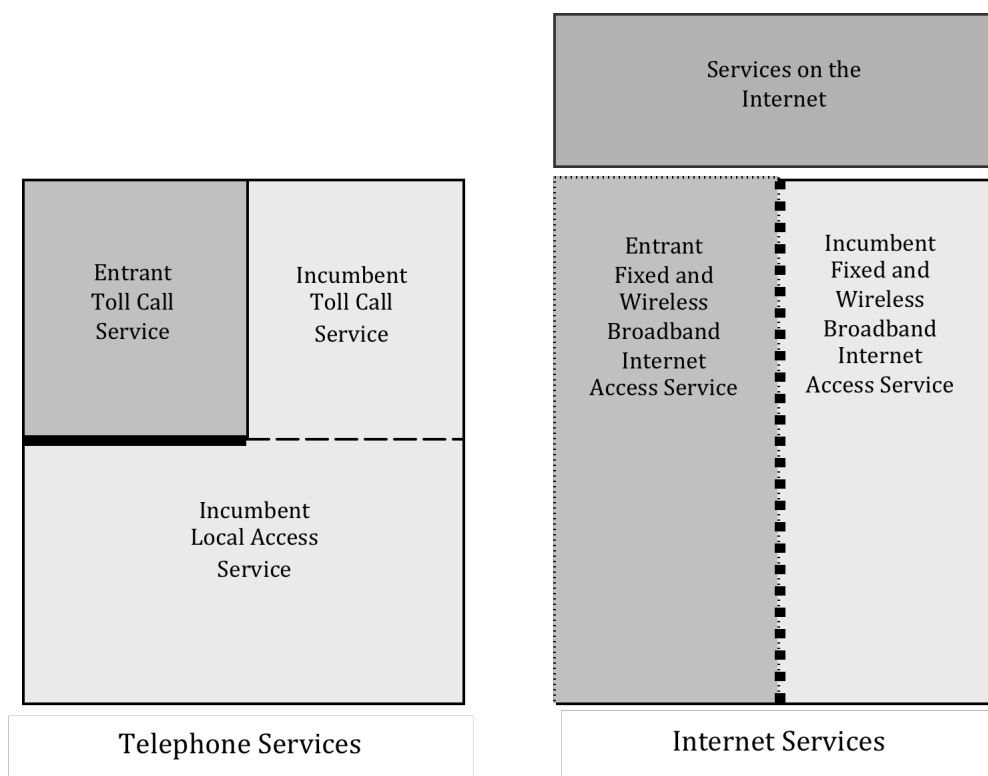 Services on the
Internet
Entrant
Toll Call
Service
Incumbent
Toll Call
Service
Incumbent
Local Access
Service
Telephone Services
Entrant
Fixed and
Wireless
Broadband
Internet
Access Service
Incumbent
Fixed and
Wireless
Broadband
Internet
Access Service
Internet Services